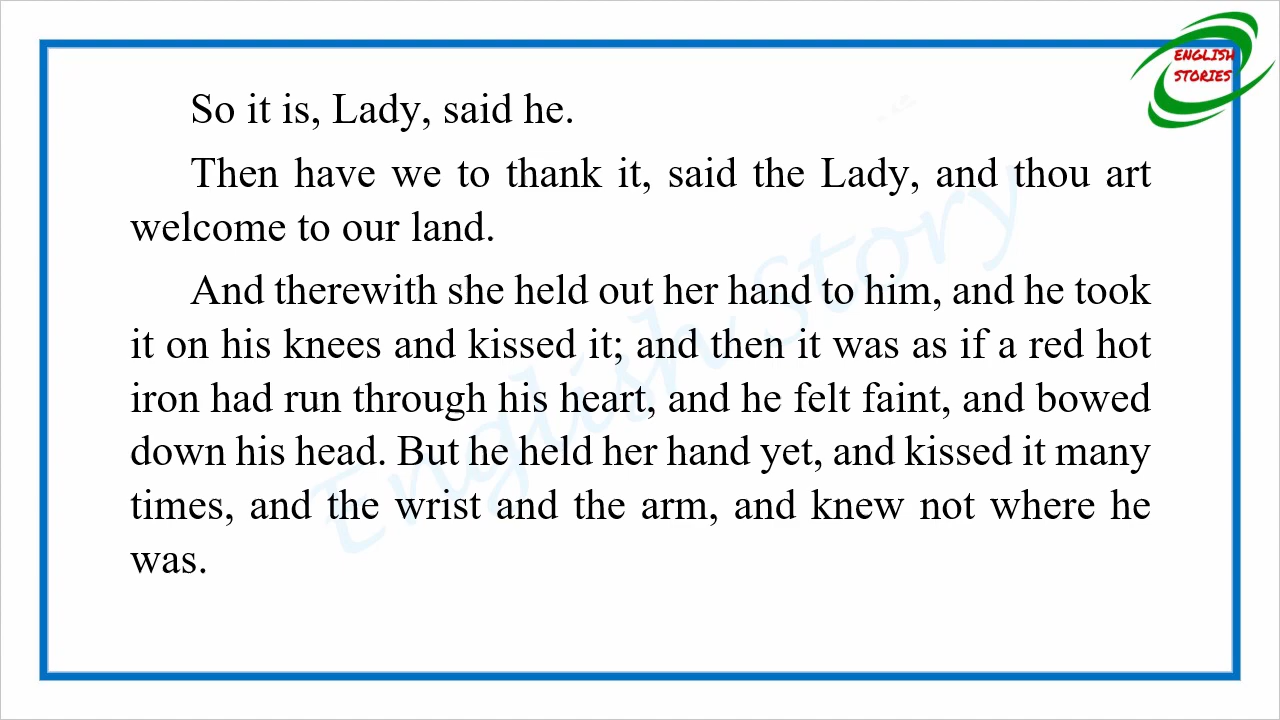 ENGLISH
STORIES
So it is, Lady, said he.
Then have we to thank it, said the Lady, and thou art
welcome to our land.
And therewith she held out her hand to him, and he took
it on his knees and kissed it; and then it was as if a red hot
iron had run through his heart, and he felt faint, and bowed
down his head. But he held her hand yet, and kissed it many
times, and the wrist and the arm, and knew not where he
was.
English Story